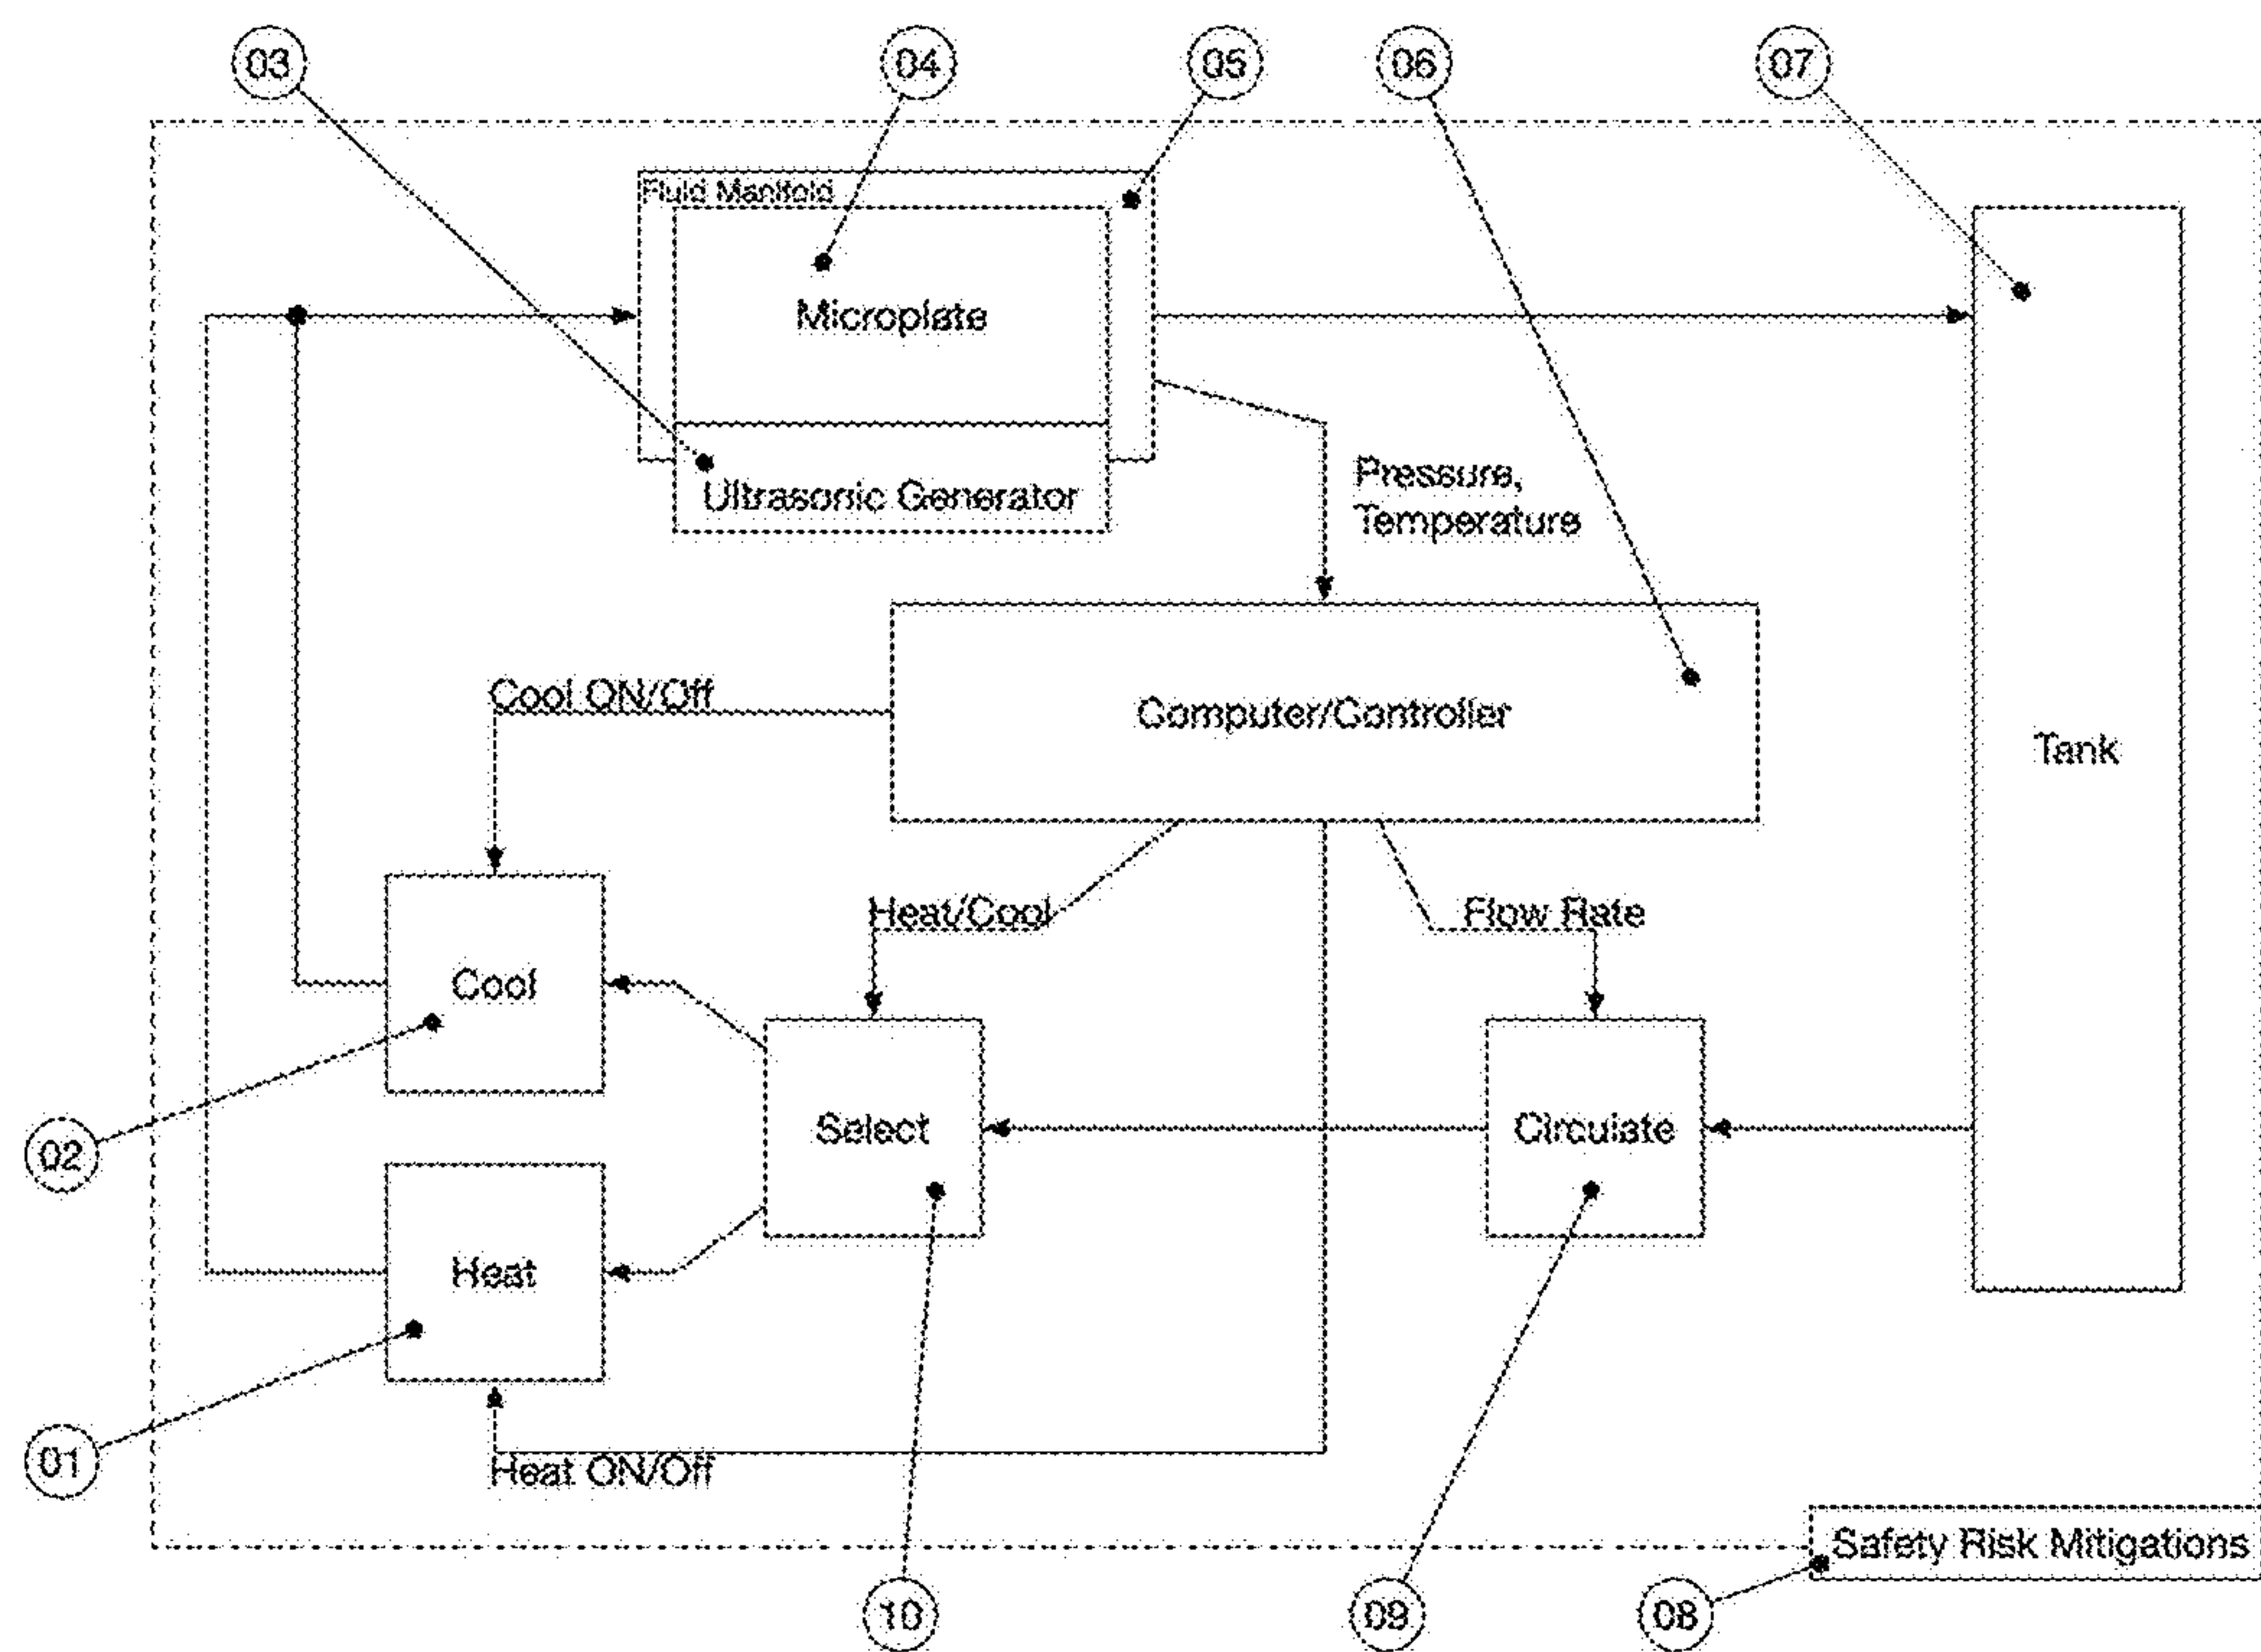 03
04
05
06
07
Fluid Manifold
Microplate
Ultrasonic Generator
Pressure,
Temperature
Cool ON/Off
Computer/Controller
Tank
Heat/Cool
Flow Rate
Cool
Select
Circulate
02
Heat
01
Heat ON/Off
Safety Risk Mitigations
10
09
08